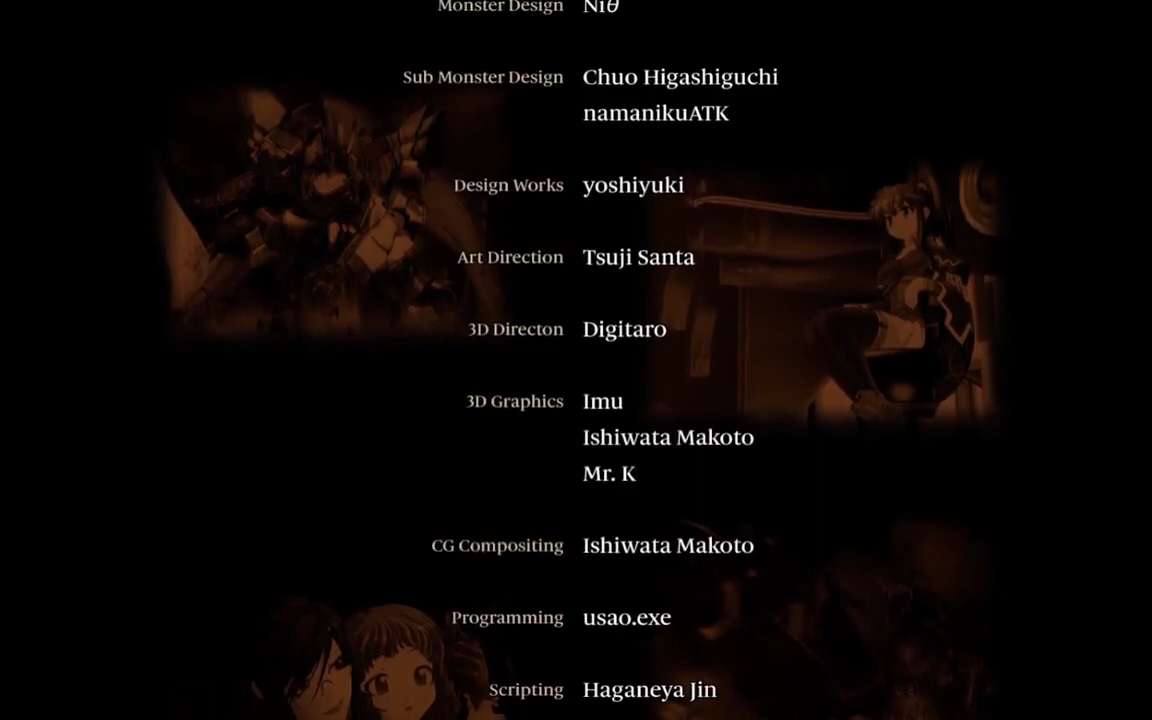 Monster Design Niθ
Sub Monster Design Chuo Higashiguchi
namanikuATK
Design Works yoshiyuki
Art Direction Tsuji Santa
3D Directon Digitaro
3D Graphics Imu
Ishiwata Makoto
Mr. K
CG Compositing Ishiwata Makoto
Programming usao.exe
Scripting Haganeya Jin